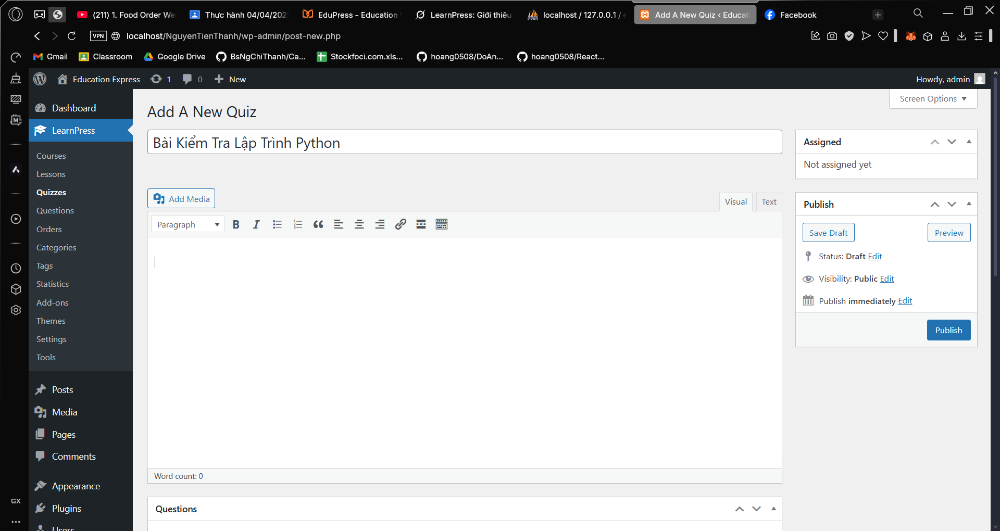 (211) 1. Food Order We
Thực hành 04/04/2025
EduPress - Education
LearnPress: Giới thiệu
localhost / 127.0.0.1 /
Add A New Quiz ‹ Educati
Facebook
VPN
localhost/NguyenTienThanh/wp-admin/post-new.php
Gmail
Classroom
Google Drive
BsNgChiThanh/Ca...
Stockfoci.com.xls...
hoang0508/DoAn...
hoang0508/React...
Education Express
1
0
New
Howdy, admin
Screen Options
Dashboard
LearnPress
Courses
Lessons
Quizzes
Questions
Orders
Categories
Tags
Statistics
Add-ons
Themes
Settings
Tools
Posts
Media
Pages
Comments
Appearance
Plugins
Users
GX
Add A New Quiz
Bài Kiểm Tra Lập Trình Python
Add Media
Visual
Text
Paragraph
Word count: 0
Questions
Assigned
Not assigned yet
Publish
Save Draft
Preview
Status: Draft Edit
Visibility: Public Edit
Publish immediately Edit
Publish